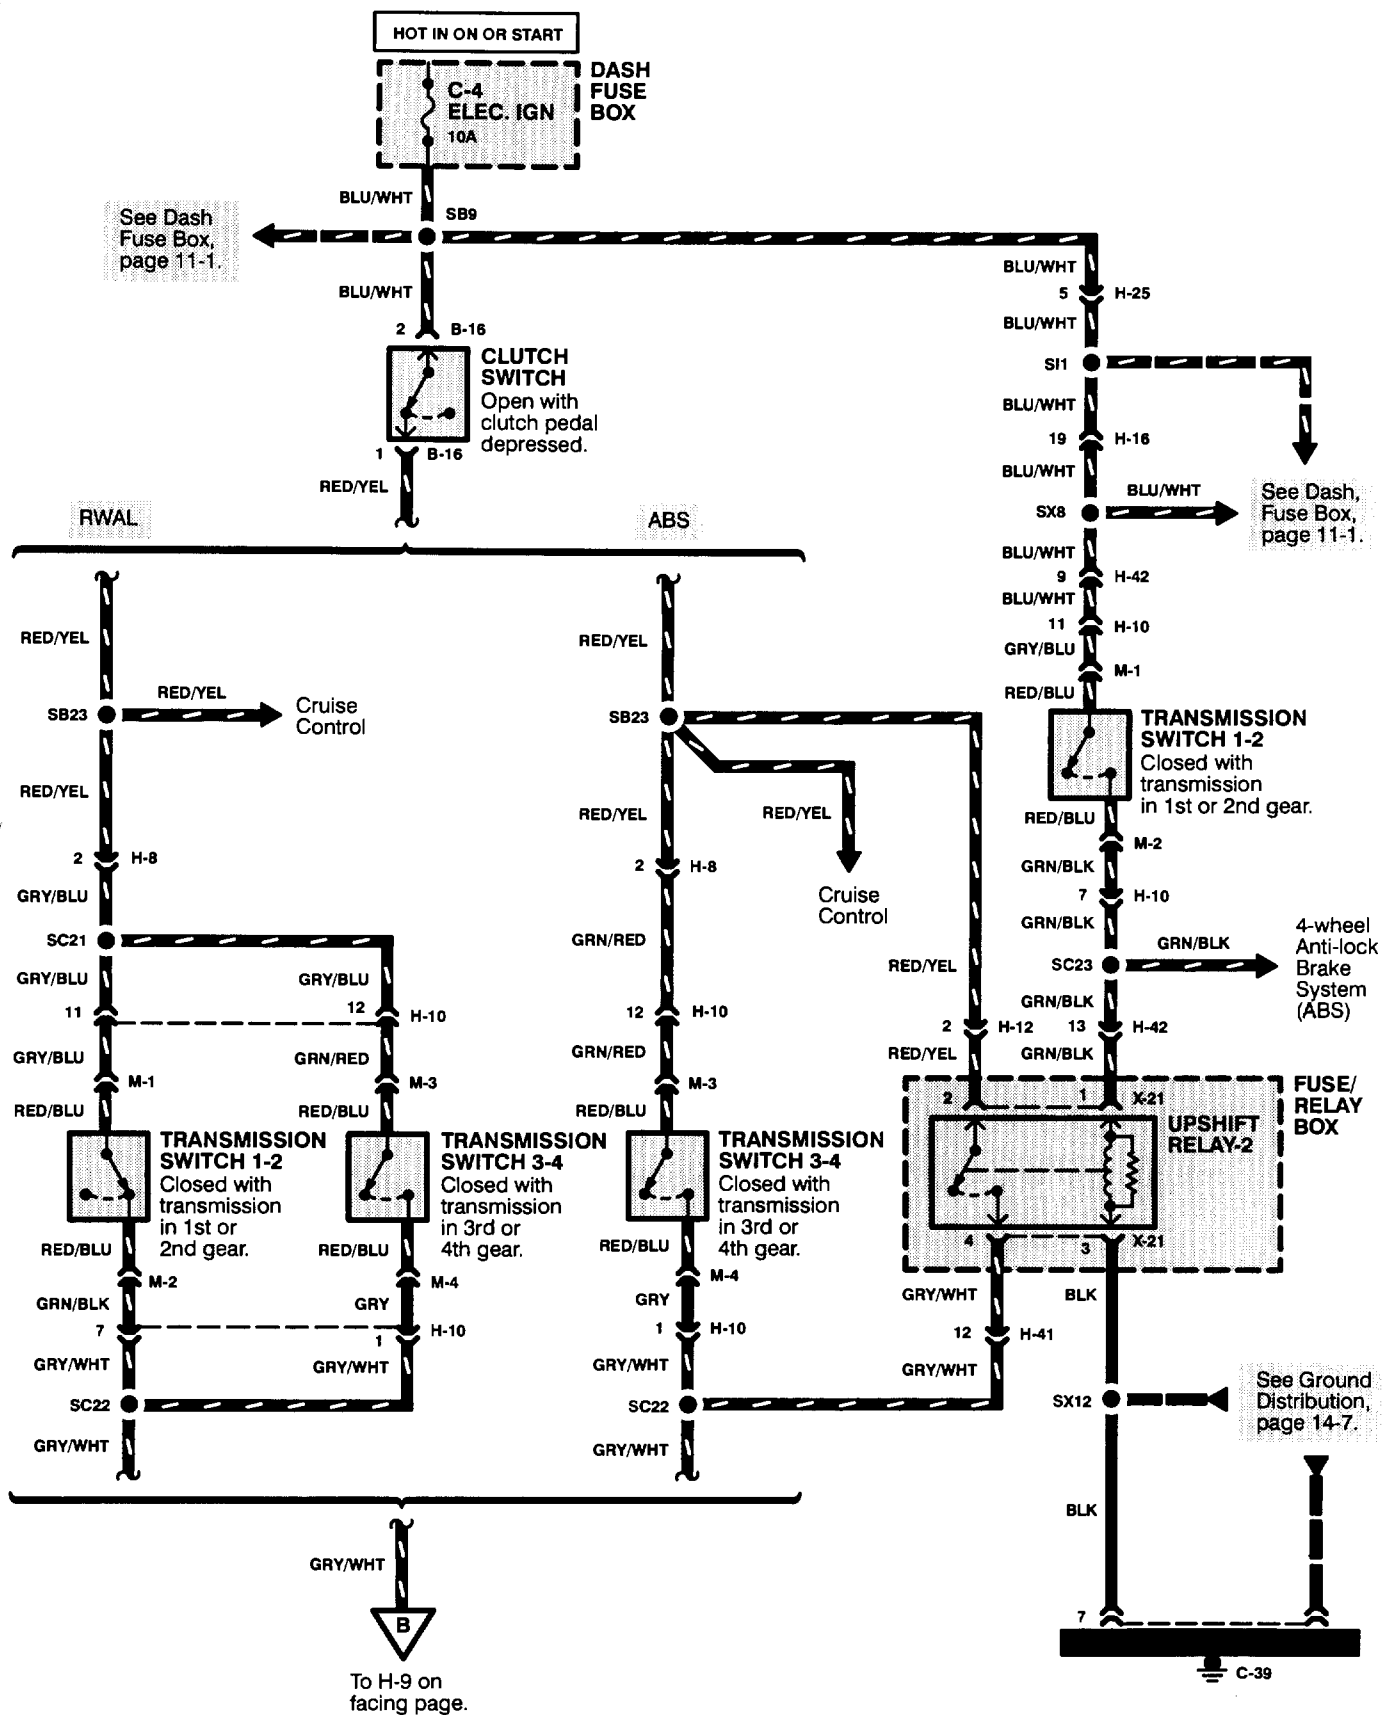 HOT IN ON OR START
C-4
ELEC. IGN
10A
DASH
FUSE
BOX
BLU/WHT
SB9
See Dash
Fuse Box,
page 11-1.
BLU/WHT
2
B-16
CLUTCH
SWITCH
Open with
clutch pedal
depressed.
1
B-16
RED/YEL
BLU/WHT
5
H-25
BLU/WHT
SI1
BLU/WHT
19
H-16
BLU/WHT
SX8
BLU/WHT
See Dash,
Fuse Box,
page 11-1.
BLU/WHT
9
H-42
BLU/WHT
11
H-10
GRY/BLU
M-1
RED/BLU
TRANSMISSION
SWITCH 1-2
Closed with
transmission
in 1st or 2nd gear.
RED/BLU
M-2
GRN/BLK
7
H-10
GRN/BLK
SC23
GRN/BLK
4-wheel
Anti-lock
Brake
System
(ABS)
GRN/BLK
13
H-42
GRN/BLK
RWAL
RED/YEL
SB23
RED/YEL
Cruise
Control
RED/YEL
2
H-8
GRY/BLU
SC21
GRY/BLU
GRY/BLU
11
12
H-10
GRY/BLU
GRN/RED
M-1
M-3
RED/BLU
RED/BLU
TRANSMISSION
SWITCH 1-2
Closed with
transmission
in 1st or
2nd gear.
TRANSMISSION
SWITCH 3-4
Closed with
transmission
in 3rd or
4th gear.
RED/BLU
RED/BLU
M-2
M-4
GRN/BLK
GRY
7
1
H-10
GRY/WHT
GRY/WHT
SC22
GRY/WHT
ABS
RED/YEL
SB23
RED/YEL
RED/YEL
Cruise
Control
2
H-8
GRN/RED
12
H-10
GRN/RED
M-3
RED/BLU
TRANSMISSION
SWITCH 3-4
Closed with
transmission
in 3rd or
4th gear.
RED/BLU
M-4
GRY
1
H-10
GRY/WHT
SC22
GRY/WHT
RED/YEL
2
H-12
RED/YEL
2
1
X-21
UPSHIFT
RELAY-2
FUSE/
RELAY
BOX
4
3
X-21
GRY/WHT
BLK
12
H-41
GRY/WHT
SX12
See Ground
Distribution,
page 14-7.
BLK
7
C-39
GRY/WHT
B
To H-9 on
facing page.